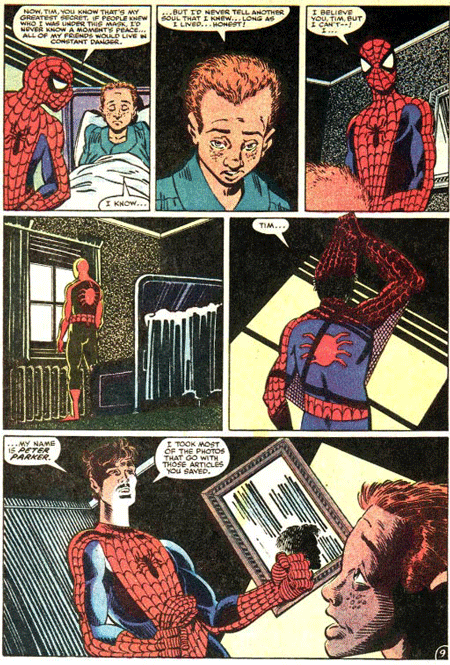 NOW, TIM, YOU KNOW THAT'S MY
GREATEST SECRET. IF PEOPLE KNEW
WHO I WAS UNDER THIS MASK, I'D
NEVER KNOW A MOMENT'S PEACE...
ALL OF MY FRIENDS WOULD LIVE IN
CONSTANT DANGER.
I KNOW...
...BUT I'D NEVER TELL ANOTHER
SOUL THAT I KNEW... LONG AS
I LIVED... HONEST!
I BELIEVE
YOU, TIM, BUT
I CAN'T--!
I...
TIM...
...MY NAME
IS PETER
PARKER.
I TOOK MOST
OF THE PHOTOS
THAT GO WITH
THOSE ARTICLES
YOU SAVED.
9